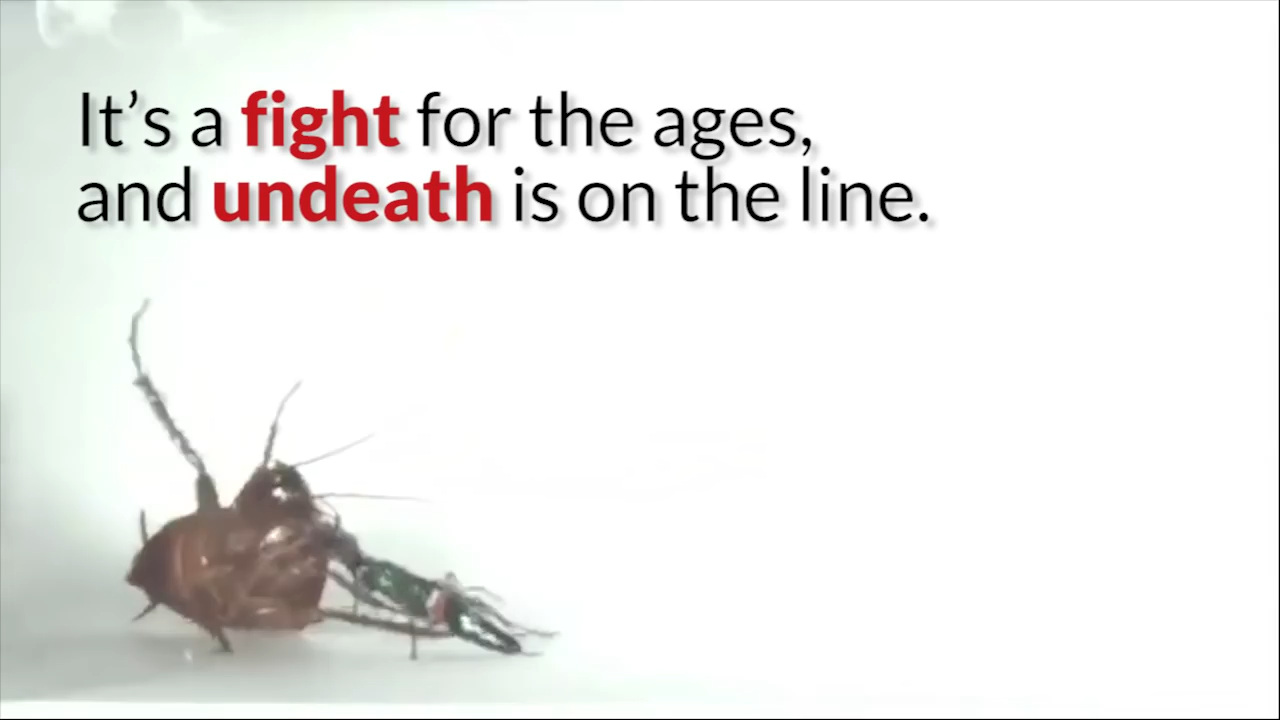 It’s a fight for the ages,
and undeath is on the line.